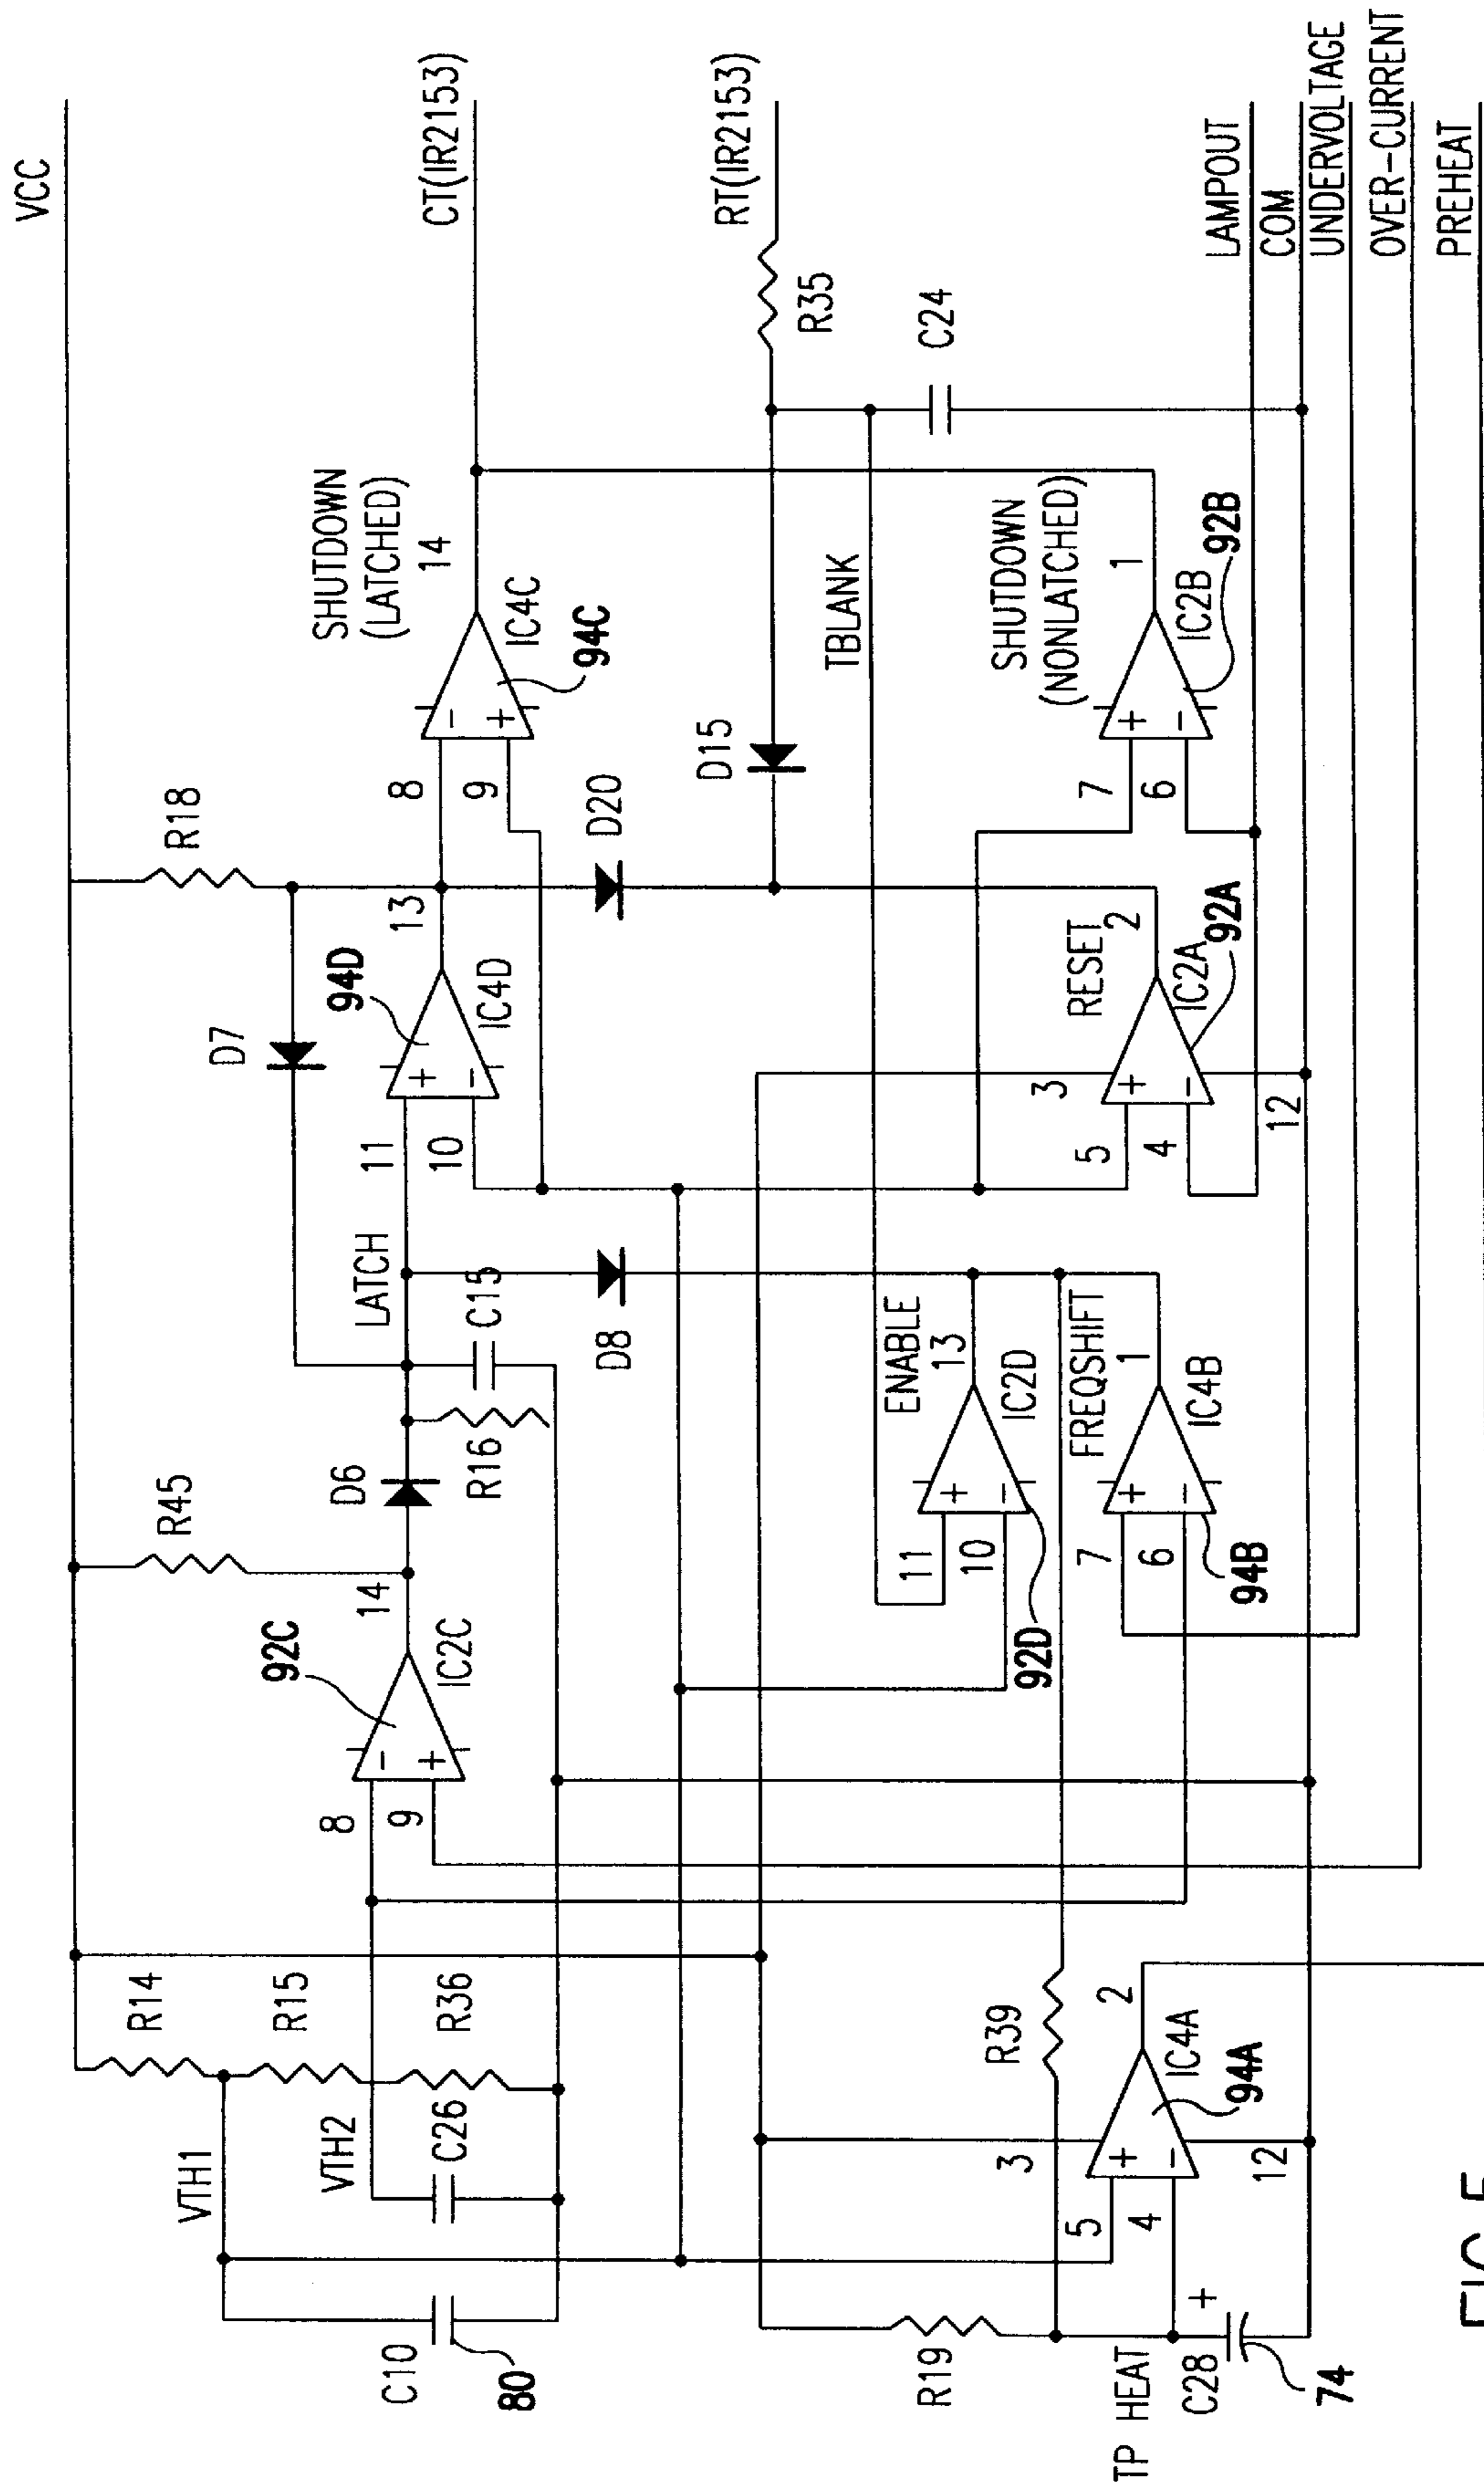 VCC
CT(IR2153)
RT(IR2153)
LAMPOUT
COM
UNDERVOLTAGE
OVER-CURRENT
PREHEAT
R35
C24
SHUTDOWN
(LATCHED)
14
IC4C
94C
-
+
8
9
TBLANK
SHUTDOWN
(NONLATCHED)
1
IC2B
92B
+
-
7
6
D15
R18
D20
13
D7
94D
IC4D
+
-
11
10
RESET
2
IC2A
92A
3
+
-
5
4
12
LATCH
C15
D8
R16
D6
R45
14
92C
IC2C
-
+
8
9
ENABLE
13
IC2D
+
-
11
10
92D
FREQSHIFT
1
IC4B
+
-
7
6
94B
R14
R15
R36
VTH1
VTH2
C26
C10
80
R39
2
IC4A
94A
3
+
-
5
4
12
R19
TP HEAT
C28
+
74